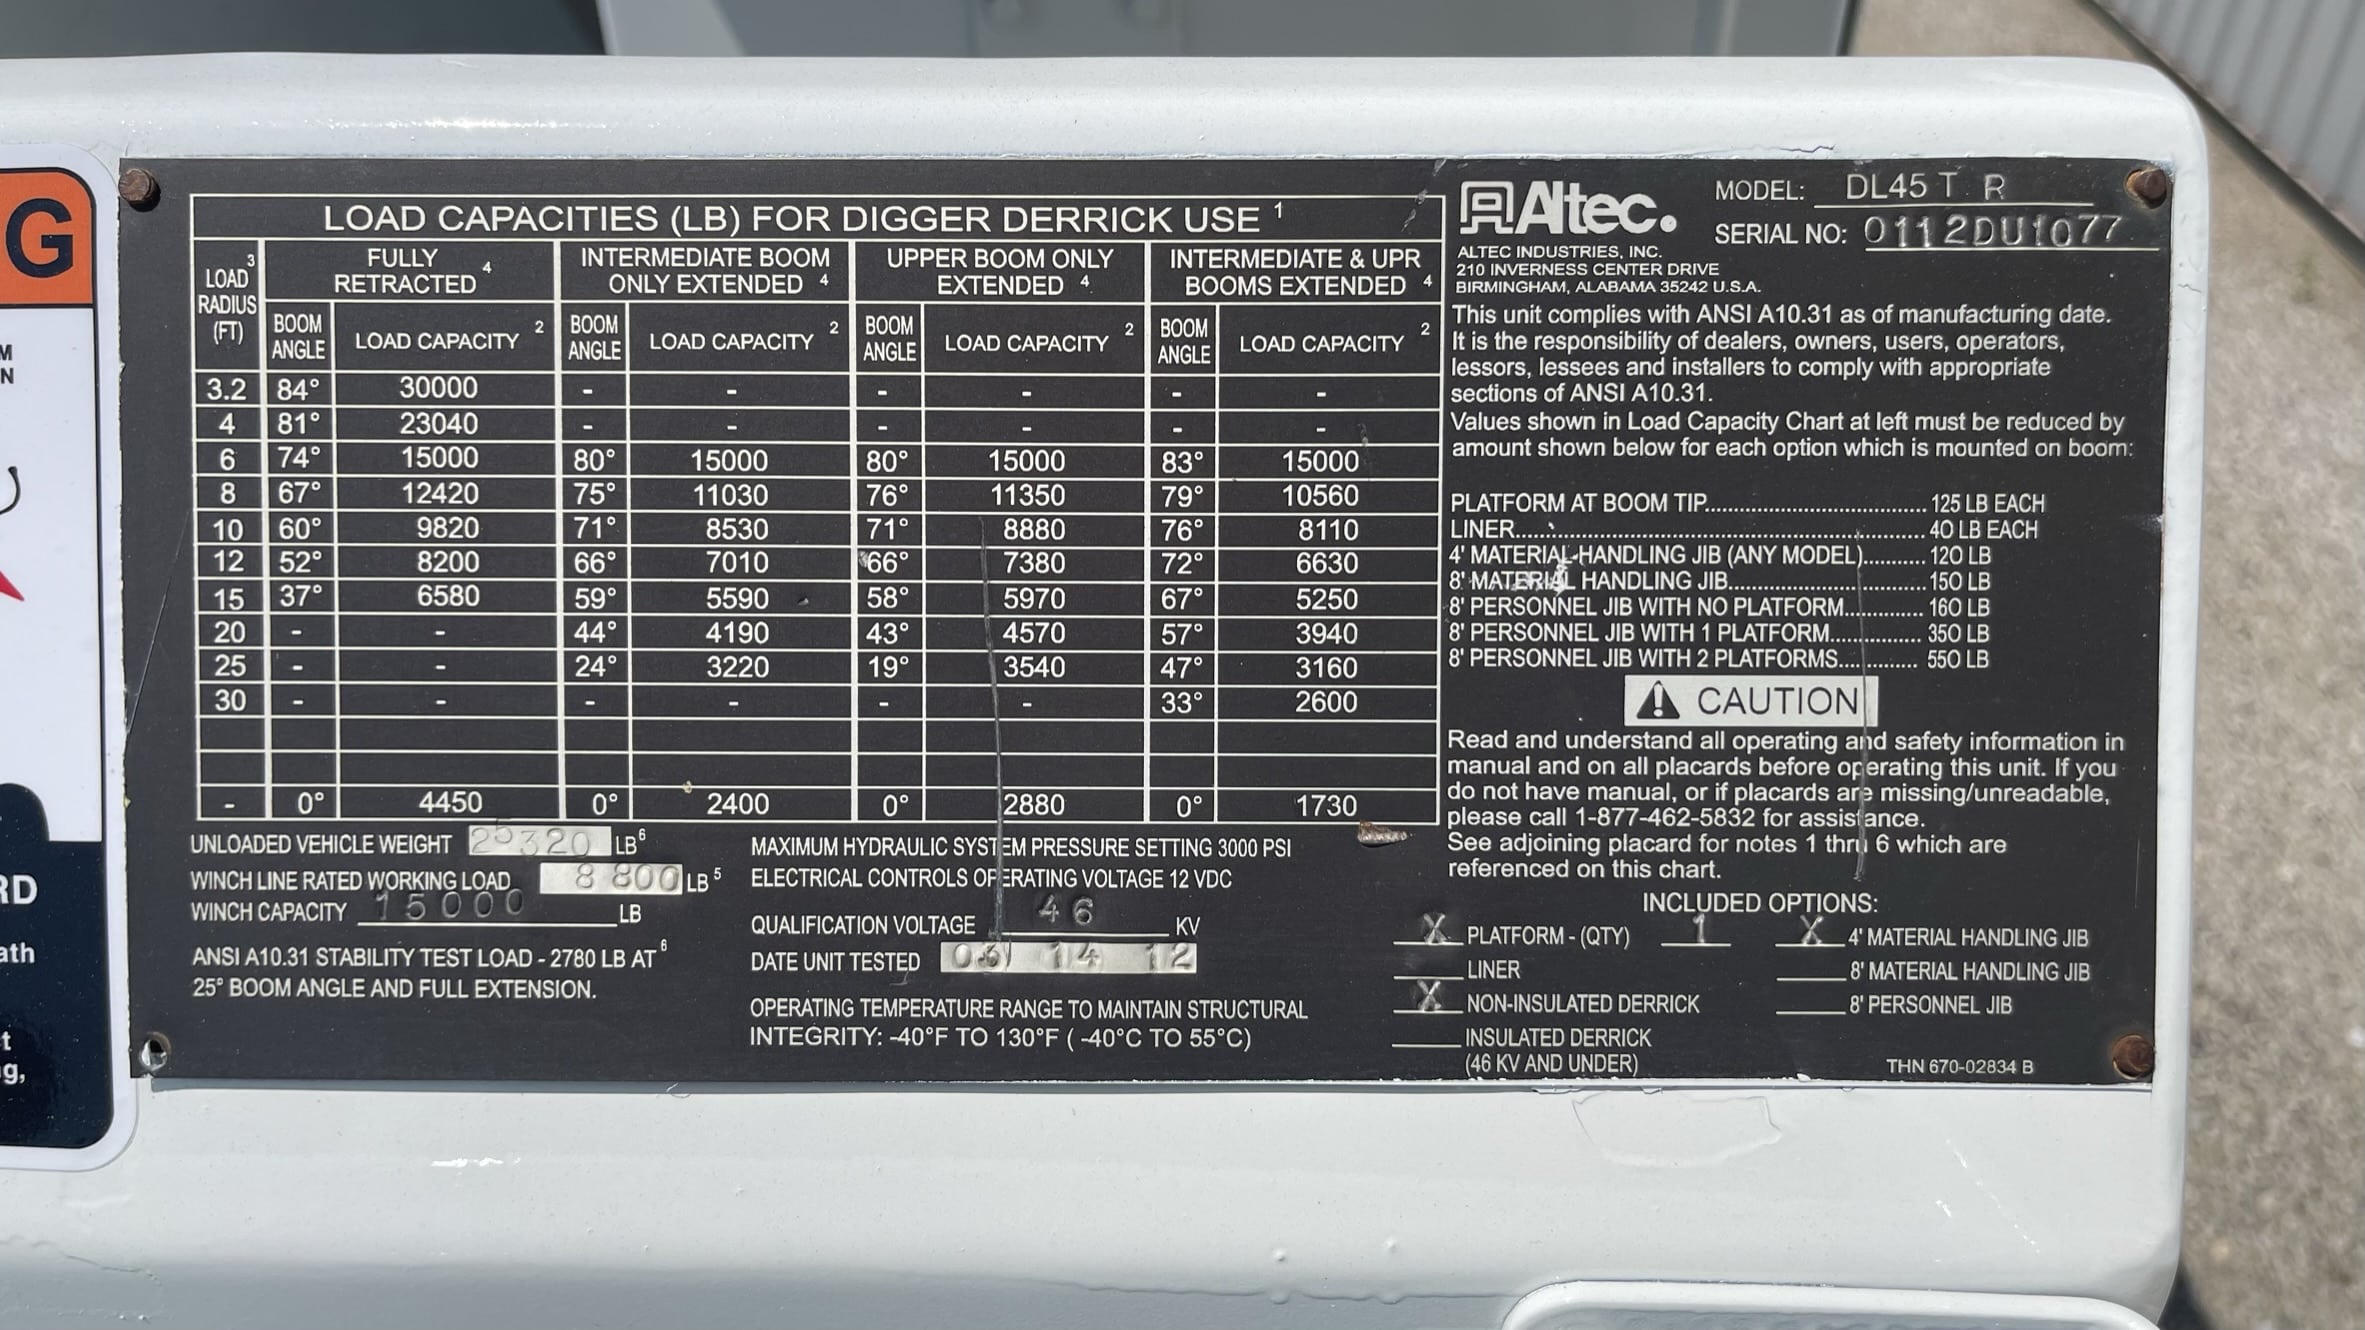 G
M
N
RD
ath
t
g,
LOAD CAPACITIES (LB) FOR DIGGER DERRICK USE 1
LOAD RADIUS (FT) 3
FULLY RETRACTED 4
INTERMEDIATE BOOM ONLY EXTENDED 4
UPPER BOOM ONLY EXTENDED 4
INTERMEDIATE & UPR BOOMS EXTENDED 4
BOOM ANGLE LOAD CAPACITY 2 BOOM ANGLE LOAD CAPACITY 2 BOOM ANGLE LOAD CAPACITY 2 BOOM ANGLE LOAD CAPACITY 2
3.2 84° 30000 - - - - - -
4 81° 23040 - - - - - -
6 74° 15000 80° 15000 80° 15000 83° 15000
8 67° 12420 75° 11030 76° 11350 79° 10560
10 60° 9820 71° 8530 71° 8880 76° 8110
12 52° 8200 66° 7010 66° 7380 72° 6630
15 37° 6580 59° 5590 58° 5970 67° 5250
20 - - 44° 4190 43° 4570 57° 3940
25 - - 24° 3220 19° 3540 47° 3160
30 - - - - - - 33° 2600
- 0° 4450 0° 2400 0° 2880 0° 1730
UNLOADED VEHICLE WEIGHT 25320 LB 6
WINCH LINE RATED WORKING LOAD 8800 LB 5
WINCH CAPACITY 15000 LB
ANSI A10.31 STABILITY TEST LOAD - 2780 LB AT 6
25° BOOM ANGLE AND FULL EXTENSION.
MAXIMUM HYDRAULIC SYSTEM PRESSURE SETTING 3000 PSI
ELECTRICAL CONTROLS OPERATING VOLTAGE 12 VDC
QUALIFICATION VOLTAGE 46 KV
DATE UNIT TESTED 03 14 12
OPERATING TEMPERATURE RANGE TO MAINTAIN STRUCTURAL
INTEGRITY: -40°F TO 130°F ( -40°C TO 55°C)
Altec.
MODEL: DL45 T R
SERIAL NO: 0112DU1077
ALTEC INDUSTRIES, INC.
210 INVERNESS CENTER DRIVE
BIRMINGHAM, ALABAMA 35242 U.S.A.
This unit complies with ANSI A10.31 as of manufacturing date.
It is the responsibility of dealers, owners, users, operators,
lessors, lessees and installers to comply with appropriate
sections of ANSI A10.31.
Values shown in Load Capacity Chart at left must be reduced by
amount shown below for each option which is mounted on boom:
PLATFORM AT BOOM TIP.................................... 125 LB EACH
LINER.................................................................. 40 LB EACH
4' MATERIAL HANDLING JIB (ANY MODEL).......... 120 LB
8' MATERIAL HANDLING JIB................................ 150 LB
8' PERSONNEL JIB WITH NO PLATFORM............. 160 LB
8' PERSONNEL JIB WITH 1 PLATFORM............... 350 LB
8' PERSONNEL JIB WITH 2 PLATFORMS............. 550 LB
CAUTION
Read and understand all operating and safety information in
manual and on all placards before operating this unit. If you
do not have manual, or if placards are missing/unreadable,
please call 1-877-462-5832 for assistance.
See adjoining placard for notes 1 thru 6 which are
referenced on this chart.
INCLUDED OPTIONS:
X PLATFORM - (QTY) 1 X 4' MATERIAL HANDLING JIB
LINER 8' MATERIAL HANDLING JIB
X NON-INSULATED DERRICK 8' PERSONNEL JIB
INSULATED DERRICK
(46 KV AND UNDER)
THN 670-02834 B